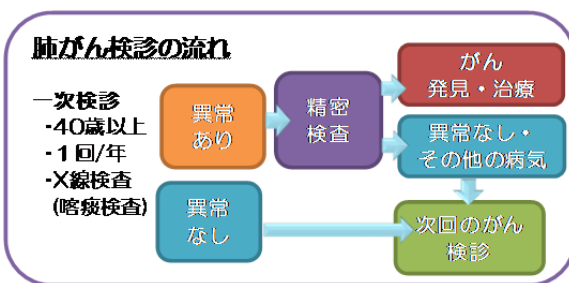 肺がん検診の流れ
一次検診
-40歳以上
-1回/年
-X線検査
(喀痰検査)
異常
あり
精密
検査
がん
発見・治療
異常なし・
その他の病気
異常
なし
次回のがん
検診